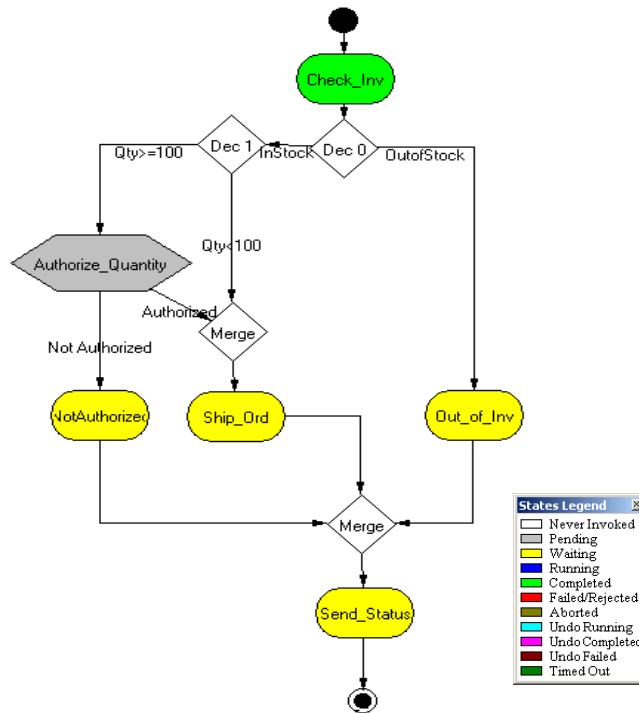 Check_Inv
Dec 1
Dec 0
Qty>=100
InStock
OutofStock
Qty<100
Authorize_Quantity
Authorized
Merge
Not Authorized
NotAuthorized
Ship_Ord
Out_of_Inv
Merge
Send_Status
States Legend
Never Invoked
Pending
Waiting
Running
Completed
Failed/Rejected
Aborted
Undo Running
Undo Completed
Undo Failed
Timed Out